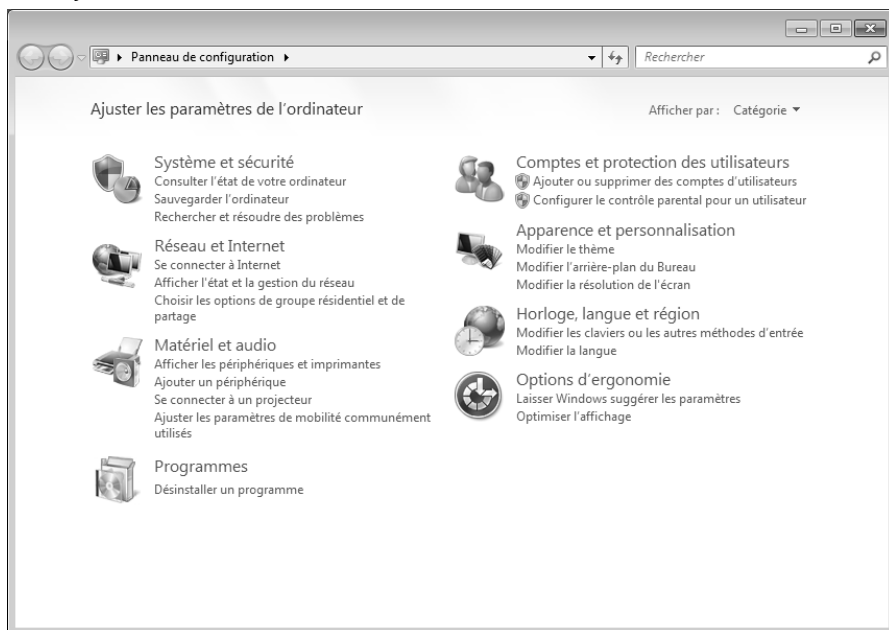 Panneau de configuration
Rechercher
Ajuster les paramètres de l'ordinateur
Afficher par : Catégorie
Système et sécurité
Consulter l'état de votre ordinateur
Sauvegarder l'ordinateur
Rechercher et résoudre des problèmes
Réseau et Internet
Se connecter à Internet
Afficher l'état et la gestion du réseau
Choisir les options de groupe résidentiel et de
partage
Matériel et audio
Afficher les périphériques et imprimantes
Ajouter un périphérique
Se connecter à un projecteur
Ajuster les paramètres de mobilité communément
utilisés
Programmes
Désinstaller un programme
Comptes et protection des utilisateurs
Ajouter ou supprimer des comptes d'utilisateurs
Configurer le contrôle parental pour un utilisateur
Apparence et personnalisation
Modifier le thème
Modifier l'arrière-plan du Bureau
Modifier la résolution de l'écran
Horloge, langue et région
Modifier les claviers ou les autres méthodes d'entrée
Modifier la langue
Options d'ergonomie
Laisser Windows suggérer les paramètres
Optimiser l'affichage